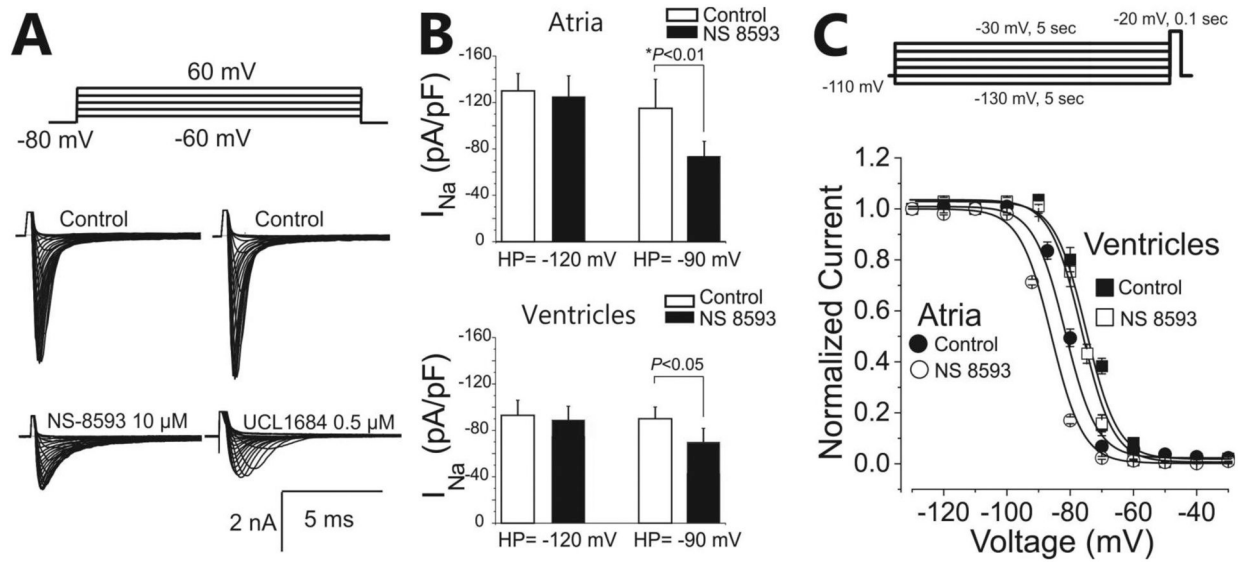 A
60 mV
-80 mV
-60 mV
Control
Control
NS-8593 10 µM
UCL1684 0.5 µM
2 nA
5 ms
B
Atria
Control
NS 8593
*P<0.01
-160
-120
-80
-40
0
I Na (pA/pF)
HP= -120 mV
HP= -90 mV
Ventricles
Control
NS 8593
P<0.05
-160
-120
-80
-40
0
I Na (pA/pF)
HP= -120 mV
HP= -90 mV
C
-30 mV, 5 sec
-20 mV, 0.1 sec
-110 mV
-130 mV, 5 sec
1.2
1.0
0.8
0.6
0.4
0.2
0.0
Normalized Current
Ventricles
Control
NS 8593
Atria
Control
NS 8593
-120
-100
-80
-60
-40
Voltage (mV)